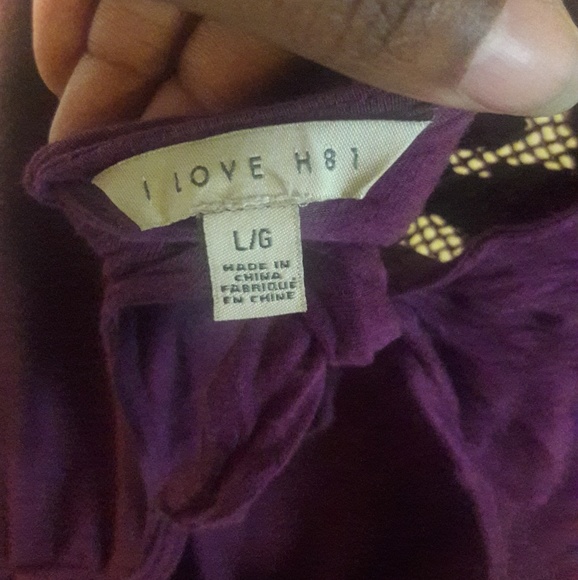 I LOVE H81
L/G
MADE IN
CHINA
FABRIQUÉ
EN CHINE